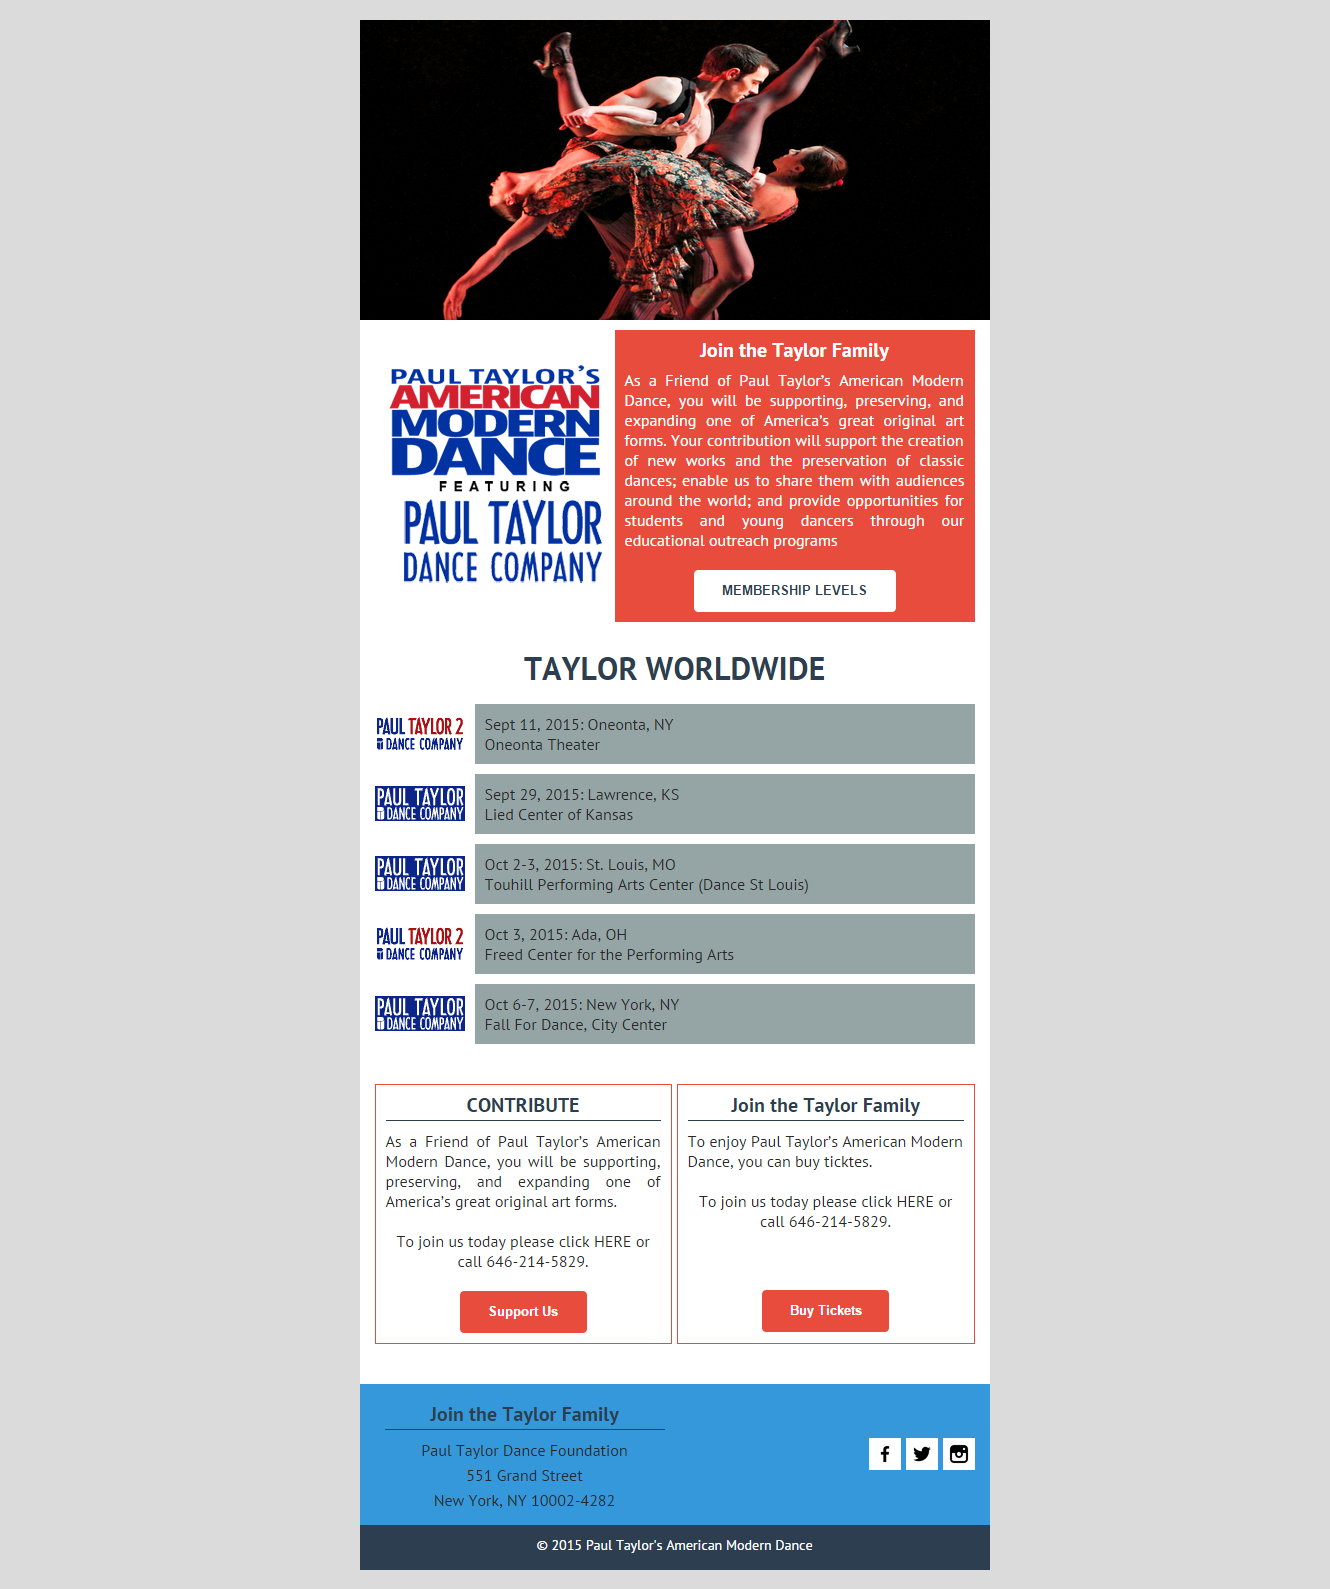 PAUL TAYLOR'S
AMERICAN
MODERN
DANCE
FEATURING
PAUL TAYLOR
DANCE COMPANY
Join the Taylor Family
As a Friend of Paul Taylor’s American Modern
Dance, you will be supporting, preserving, and
expanding one of America’s great original art
forms. Your contribution will support the creation
of new works and the preservation of classic
dances; enable us to share them with audiences
around the world; and provide opportunities for
students and young dancers through our
educational outreach programs
MEMBERSHIP LEVELS
TAYLOR WORLDWIDE
PAUL TAYLOR 2
DANCE COMPANY
Sept 11, 2015: Oneonta, NY
Oneonta Theater
PAUL TAYLOR
DANCE COMPANY
Sept 29, 2015: Lawrence, KS
Lied Center of Kansas
PAUL TAYLOR
DANCE COMPANY
Oct 2-3, 2015: St. Louis, MO
Touhill Performing Arts Center (Dance St Louis)
PAUL TAYLOR 2
DANCE COMPANY
Oct 3, 2015: Ada, OH
Freed Center for the Performing Arts
PAUL TAYLOR
DANCE COMPANY
Oct 6-7, 2015: New York, NY
Fall For Dance, City Center
CONTRIBUTE
As a Friend of Paul Taylor’s American
Modern Dance, you will be supporting,
preserving, and expanding one of
America’s great original art forms.
To join us today please click HERE or
call 646-214-5829.
Support Us
Join the Taylor Family
To enjoy Paul Taylor’s American Modern
Dance, you can buy ticktes.
To join us today please click HERE or
call 646-214-5829.
Buy Tickets
Join the Taylor Family
Paul Taylor Dance Foundation
551 Grand Street
New York, NY 10002-4282
© 2015 Paul Taylor's American Modern Dance